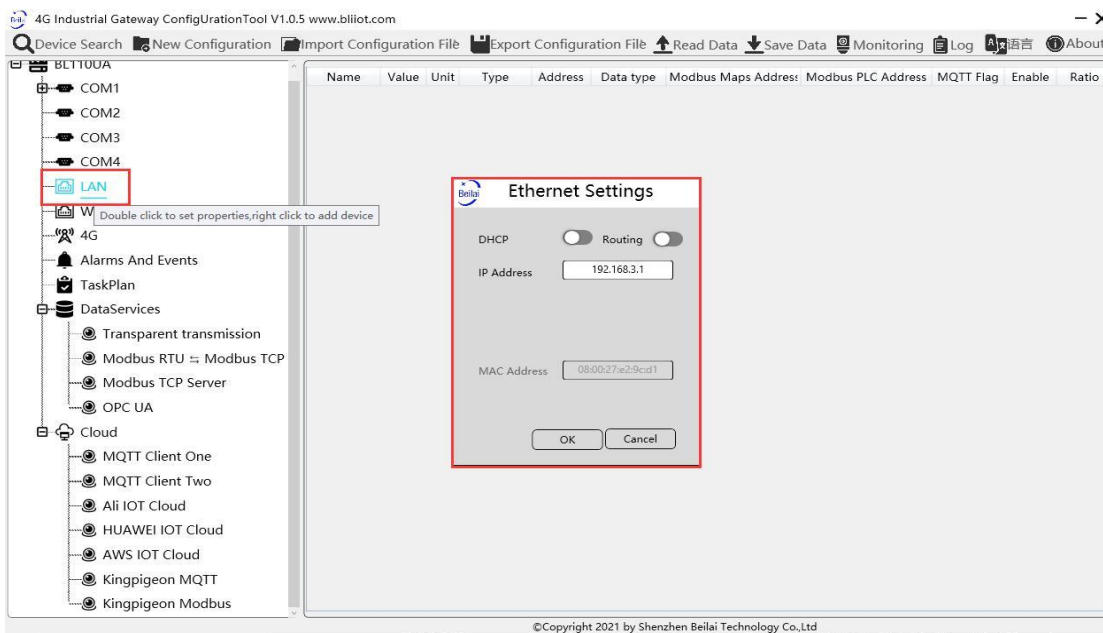 Beilai 4G Industrial Gateway ConfigUrationTool V1.0.5 www.bliiot.com
Device Search New Configuration Import Configuration File Export Configuration File Read Data Save Data Monitoring Log 语言 About
BL110UA
COM1
COM2
COM3
COM4
LAN
W
Double click to set properties,right click to add device
4G
Alarms And Events
TaskPlan
DataServices
Transparent transmission
Modbus RTU ⇆ Modbus TCP
Modbus TCP Server
OPC UA
Cloud
MQTT Client One
MQTT Client Two
Ali IOT Cloud
HUAWEI IOT Cloud
AWS IOT Cloud
Kingpigeon MQTT
Kingpigeon Modbus
Name Value Unit Type Address Data type Modbus Maps Address Modbus PLC Address MQTT Flag Enable Ratio
Beilai Ethernet Settings
DHCP Routing
IP Address 192.168.3.1
MAC Address 08:00:27:e2:9c:d1
OK Cancel
©Copyright 2021 by Shenzhen Beilai Technology Co.,Ltd